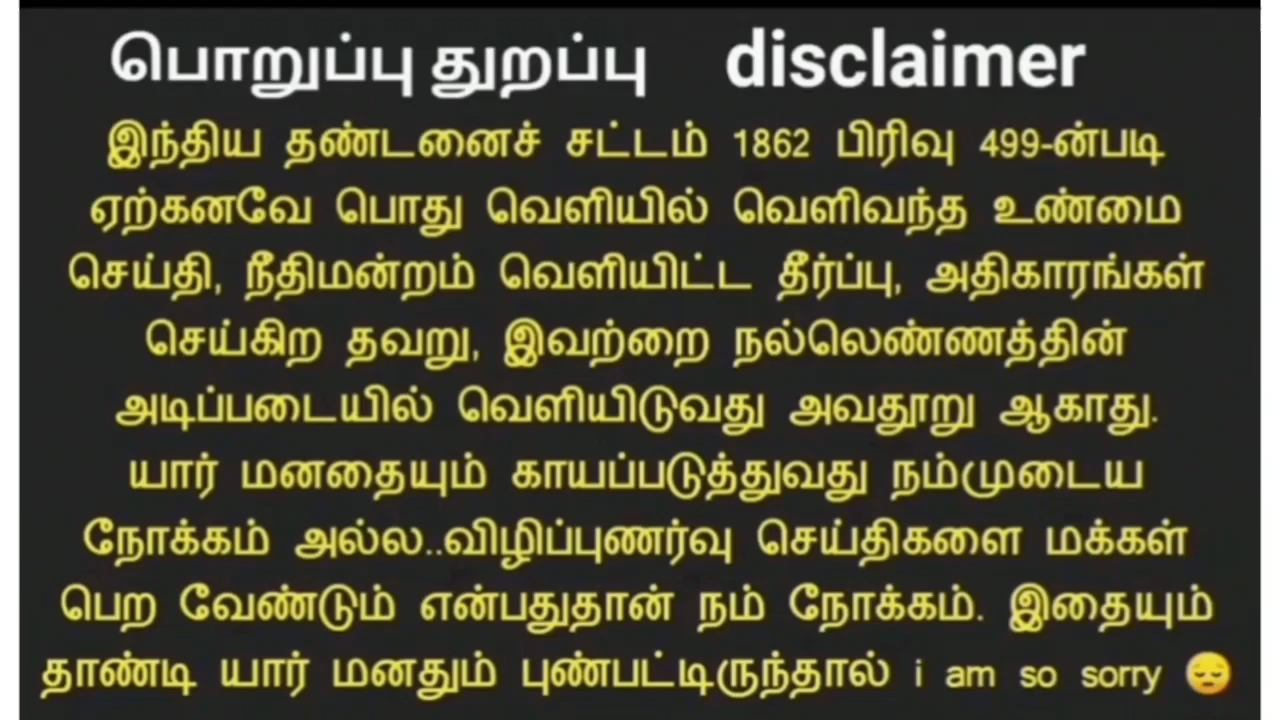 பொறுப்பு துறப்பு disclaimer
இந்திய தண்டனைச் சட்டம் 1862 பிரிவு 499-ன்படி
ஏற்கனவே பொது வெளியில் வெளிவந்த உண்மை
செய்தி, நீதிமன்றம் வெளியிட்ட தீர்ப்பு, அதிகாரங்கள்
செய்கிற தவறு, இவற்றை நல்லெண்ணத்தின்
அடிப்படையில் வெளியிடுவது அவதூறு ஆகாது.
யார் மனதையும் காயப்படுத்துவது நம்முடைய
நோக்கம் அல்ல..விழிப்புணர்வு செய்திகளை மக்கள்
பெற வேண்டும் என்பதுதான் நம் நோக்கம். இதையும்
தாண்டி யார் மனதும் புண்பட்டிருந்தால் i am so sorry 😔